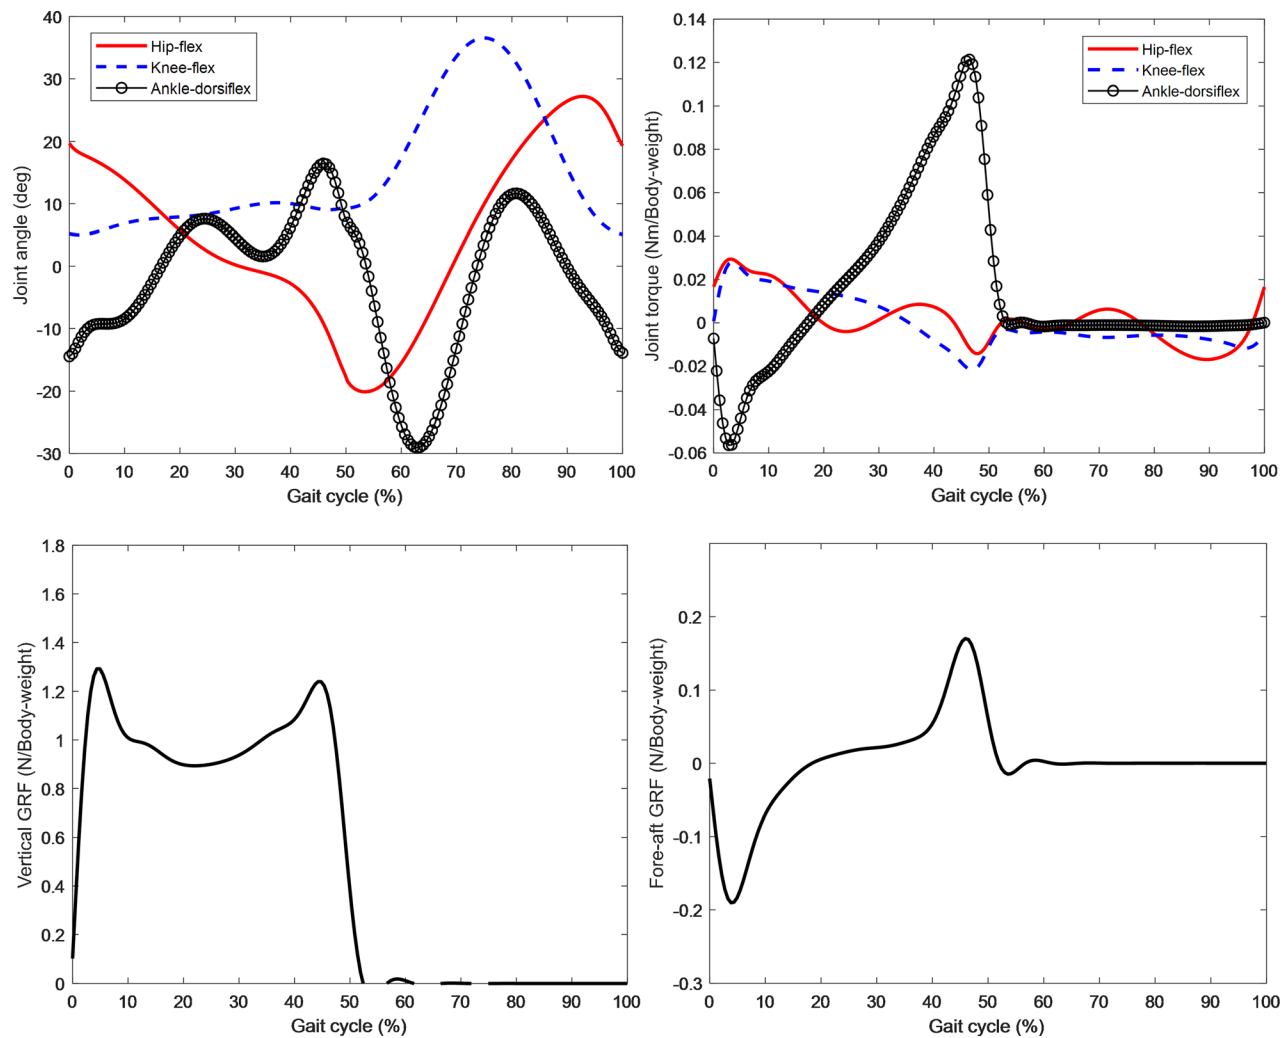 40
30
20
10
0
-10
-20
-30
Joint angle (deg)
Hip-flex
Knee-flex
Ankle-dorsiflex
0 10 20 30 40 50 60 70 80 90 100
Gait cycle (%)
0.14
0.12
0.1
0.08
0.06
0.04
0.02
0
-0.02
-0.04
-0.06
Joint torque (Nm/Body-weight)
Hip-flex
Knee-flex
Ankle-dorsiflex
0 10 20 30 40 50 60 70 80 90 100
Gait cycle (%)
1.8
1.6
1.4
1.2
1
0.8
0.6
0.4
0.2
0
Vertical GRF (N/Body-weight)
0 10 20 30 40 50 60 70 80 90 100
Gait cycle (%)
0.2
0.1
0
-0.1
-0.2
-0.3
Fore-aft GRF (N/Body-weight)
0 10 20 30 40 50 60 70 80 90 100
Gait cycle (%)